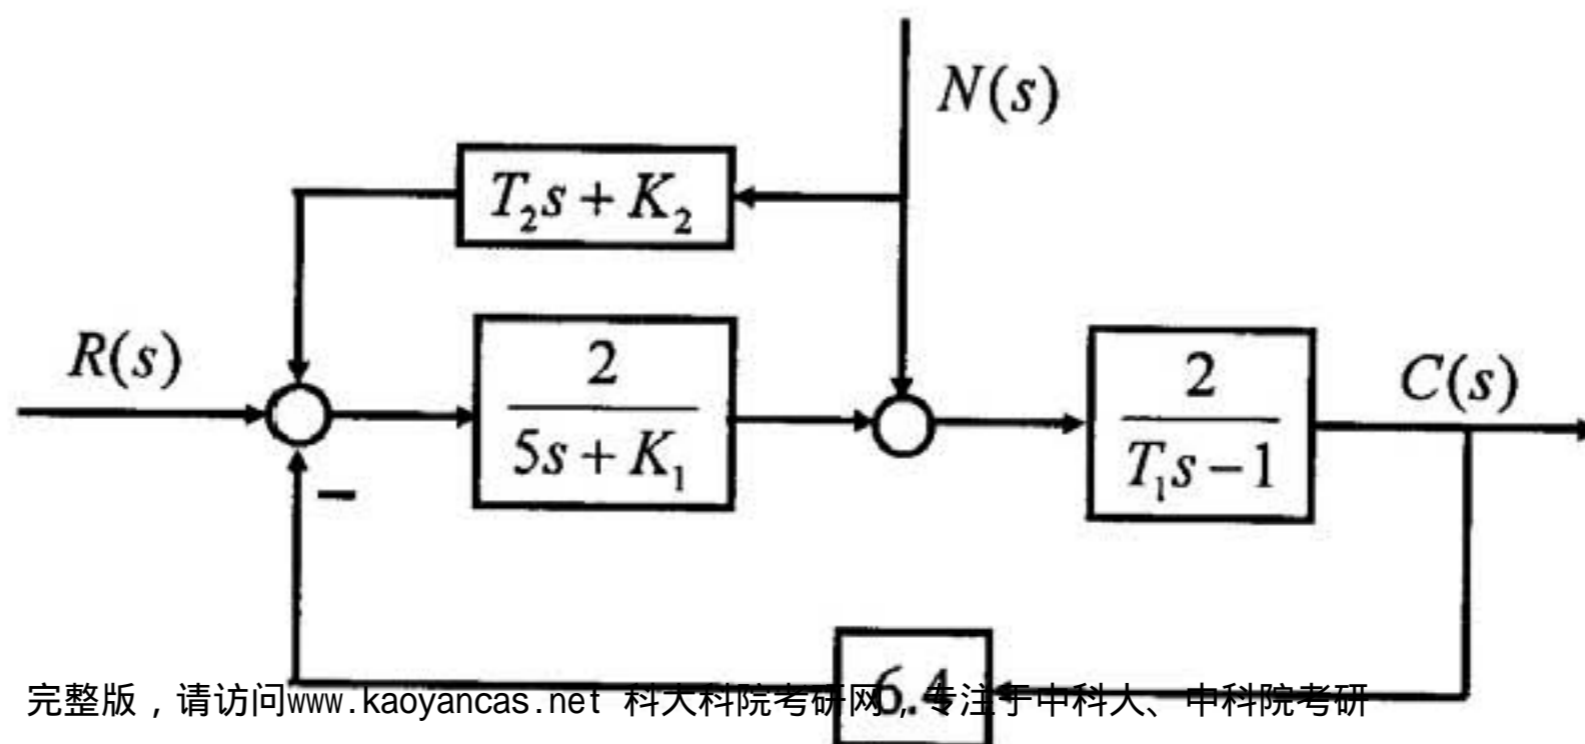 N(s)
T₂s + K₂
R(s)
2
5s + K₁
2
T₁s − 1
C(s)
−
6.4
完整版，请访问www.kaoyancas.net 科大科院考研网，专注于中科大、中科院考研